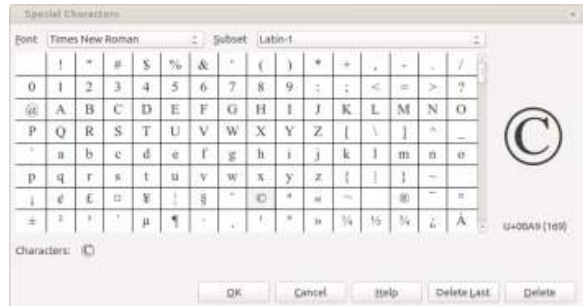 Special Characters
Font: Times New Roman Subset Latin-1
! " # $ % & ' ( ) * + , - . /
0 1 2 3 4 5 6 7 8 9 : ; < = > ?
@ A B C D E F G H I J K L M N O
P Q R S T U V W X Y Z [ \ ] ^ _
` a b c d e f g h i j k l m n o
p q r s t u v w x y z { | } ~
¡ ¢ £ ¤ ¥ ¦ § ¨ © ª « ¬ ® ¯ °
± ² ³ ´ µ ¶ · ¸ ¹ º » ¼ ½ ¾ ¿ À
©
U+00A9 (169)
Characters: ©
OK Cancel Help Delete Last Delete